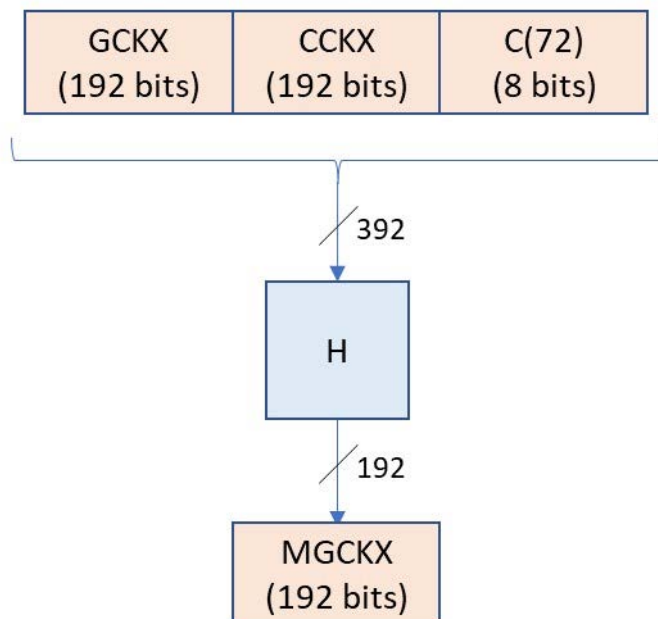 GCKX
(192 bits)
CCKX
(192 bits)
C(72)
(8 bits)
392
H
192
MGCKX
(192 bits)